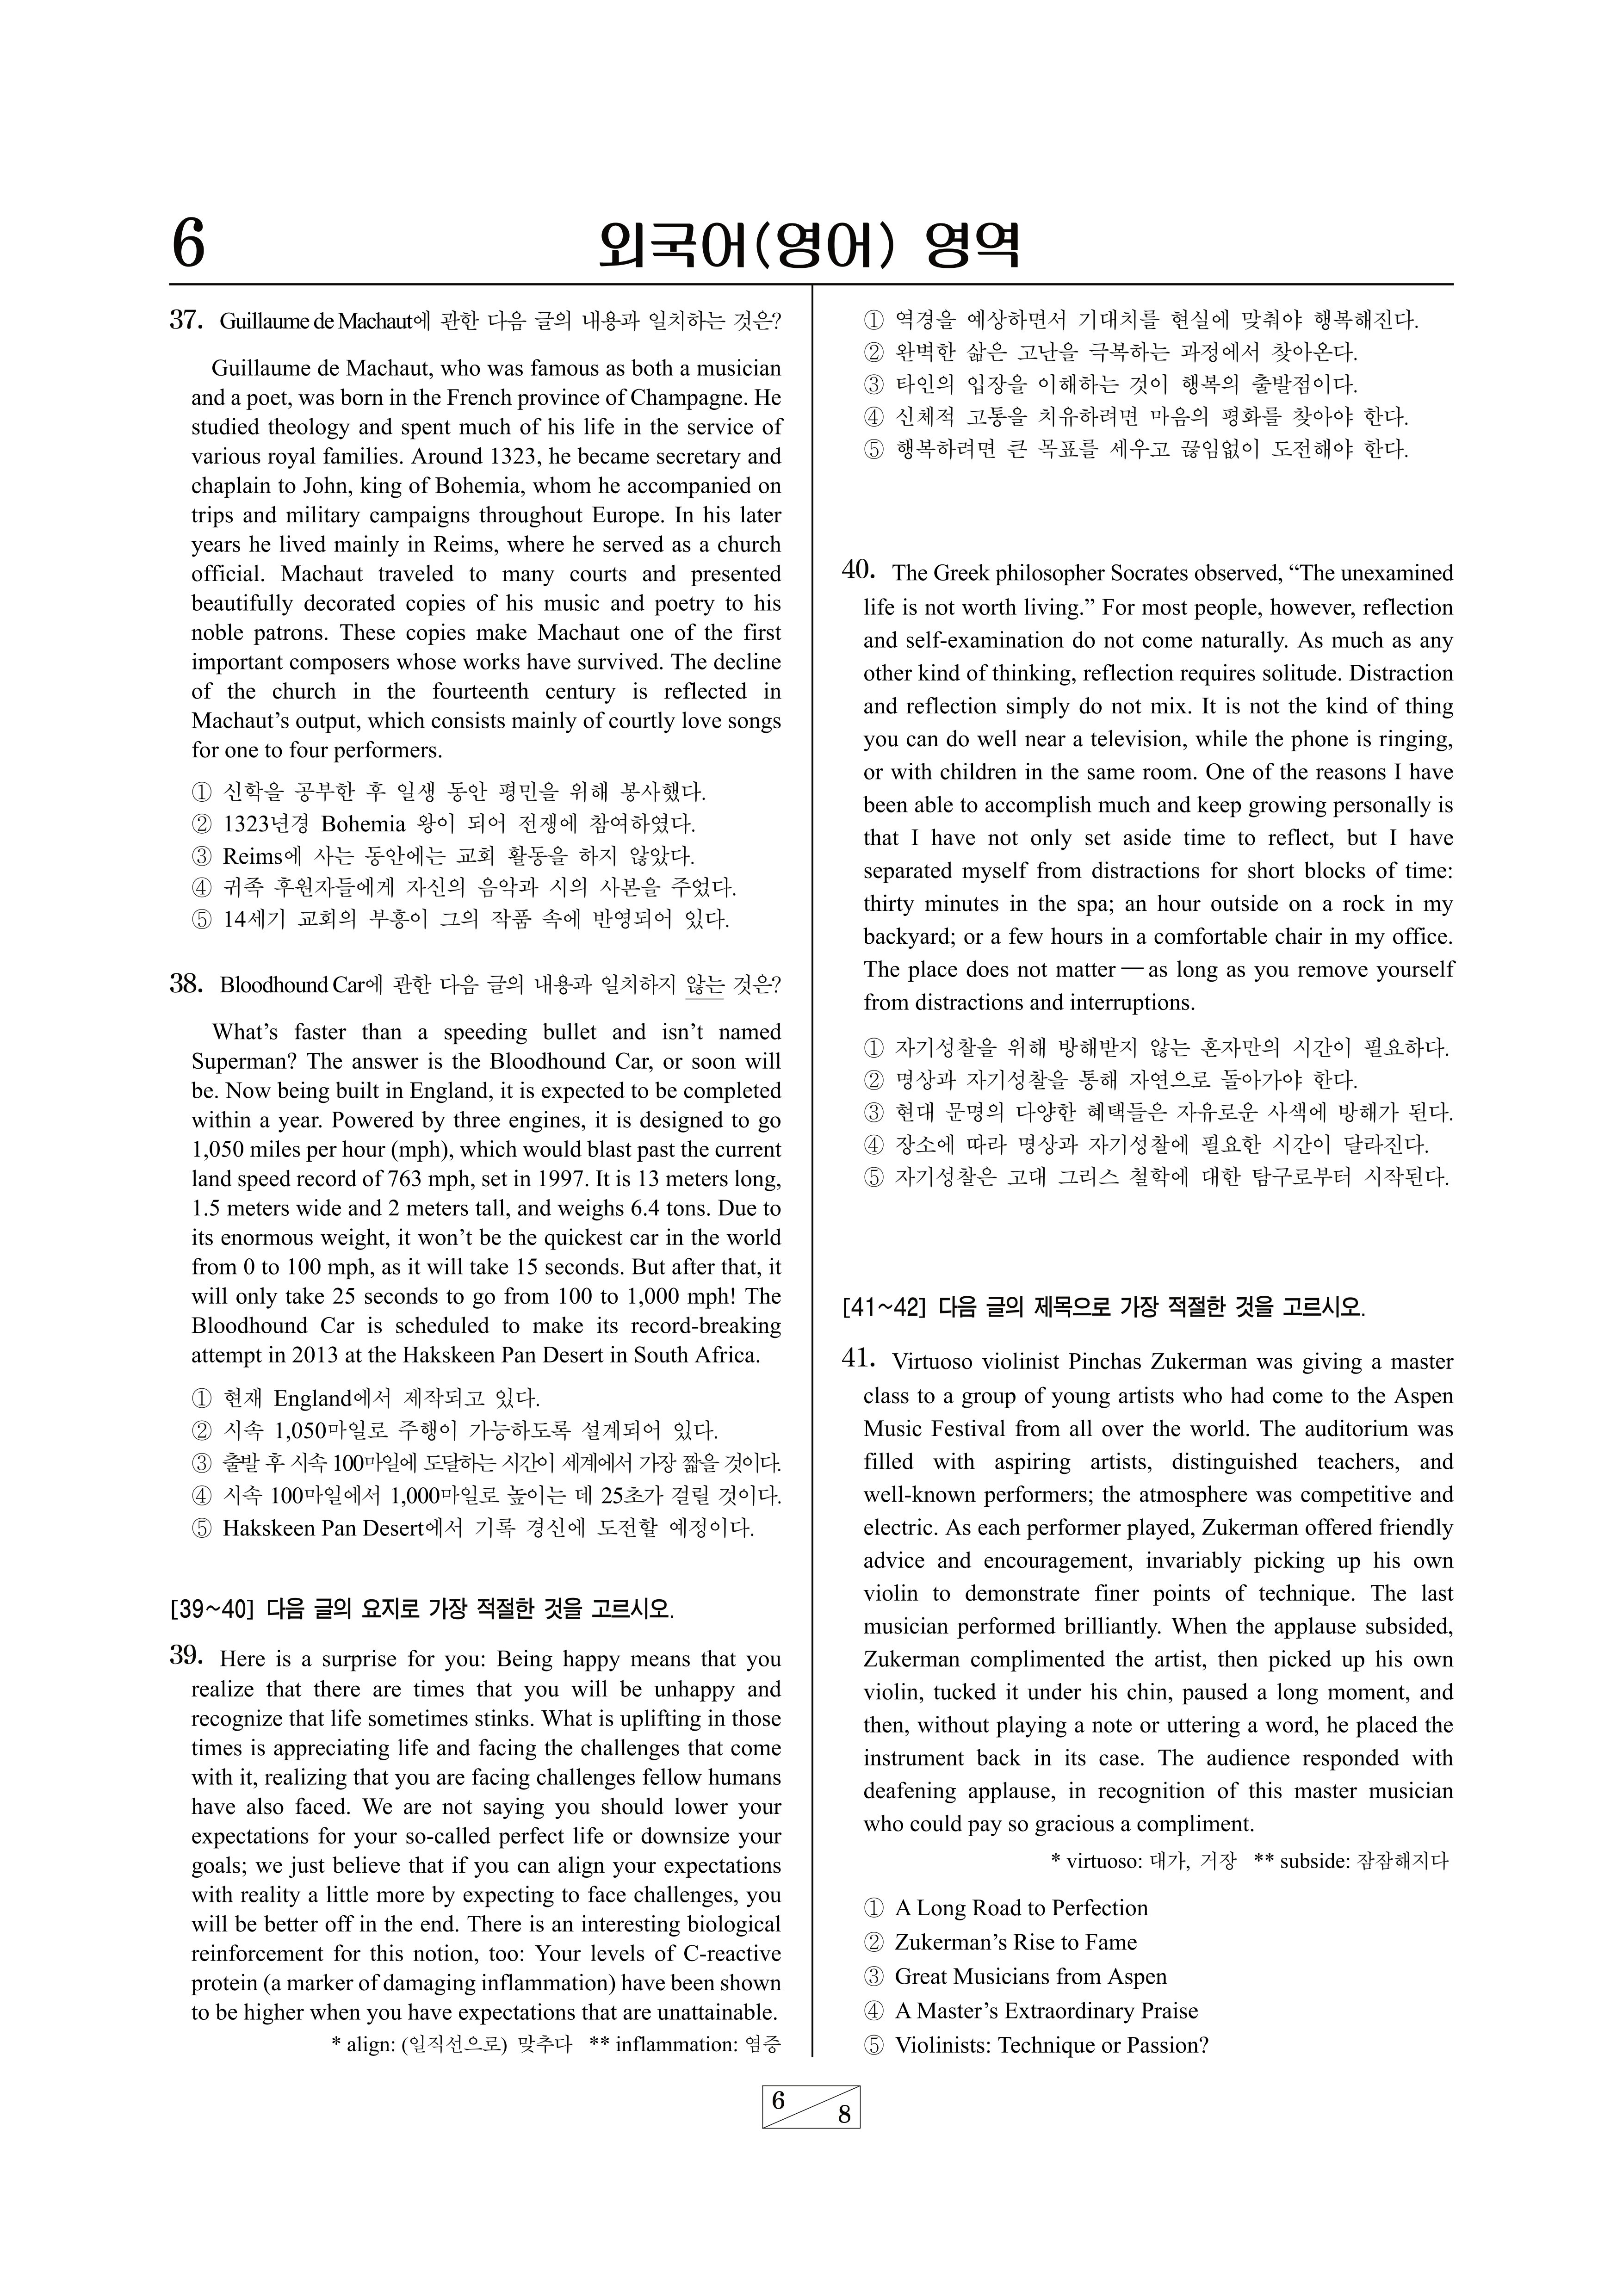 6
외국어(영어) 영역
37. Guillaume de Machaut에 관한 다음 글의 내용과 일치하는 것은?
Guillaume de Machaut, who was famous as both a musician
and a poet, was born in the French province of Champagne. He
studied theology and spent much of his life in the service of
various royal families. Around 1323, he became secretary and
chaplain to John, king of Bohemia, whom he accompanied on
trips and military campaigns throughout Europe. In his later
years he lived mainly in Reims, where he served as a church
official. Machaut traveled to many courts and presented
beautifully decorated copies of his music and poetry to his
noble patrons. These copies make Machaut one of the first
important composers whose works have survived. The decline
of the church in the fourteenth century is reflected in
Machaut's output, which consists mainly of courtly love songs
for one to four performers.
① 신학을 공부한 후 일생 동안 평민을 위해 봉사했다.
② 1323년경 Bohemia 왕이 되어 전쟁에 참여하였다.
③ Reims에 사는 동안에는 교회 활동을 하지 않았다.
④ 귀족 후원자들에게 자신의 음악과 시의 사본을 주었다.
⑤ 14세기 교회의 부흥이 그의 작품 속에 반영되어 있다.
38. Bloodhound Car에 관한 다음 글의 내용과 일치하지 않는 것은?
What's faster than a speeding bullet and isn't named
Superman? The answer is the Bloodhound Car, or soon will
be. Now being built in England, it is expected to be completed
within a year. Powered by three engines, it is designed to go
1,050 miles per hour (mph), which would blast past the current
land speed record of 763 mph, set in 1997. It is 13 meters long,
1.5 meters wide and 2 meters tall, and weighs 6.4 tons. Due to
its enormous weight, it won't be the quickest car in the world
from 0 to 100 mph, as it will take 15 seconds. But after that, it
will only take 25 seconds to go from 100 to 1,000 mph! The
Bloodhound Car is scheduled to make its record-breaking
attempt in 2013 at the Hakskeen Pan Desert in South Africa.
① 현재 England에서 제작되고 있다.
② 시속 1,050마일로 주행이 가능하도록 설계되어 있다.
③ 출발 후 시속 100마일에 도달하는 시간이 세계에서 가장 짧을 것이다.
④ 시속 100마일에서 1,000마일로 높이는 데 25초가 걸릴 것이다.
⑤ Hakskeen Pan Desert에서 기록 경신에 도전할 예정이다.
[39~40] 다음 글의 요지로 가장 적절한 것을 고르시오.
39. Here is a surprise for you: Being happy means that you
realize that there are times that you will be unhappy and
recognize that life sometimes stinks. What is uplifting in those
times is appreciating life and facing the challenges that come
with it, realizing that you are facing challenges fellow humans
have also faced. We are not saying you should lower your
expectations for your so-called perfect life or downsize your
goals; we just believe that if you can align your expectations
with reality a little more by expecting to face challenges, you
will be better off in the end. There is an interesting biological
reinforcement for this notion, too: Your levels of C-reactive
protein (a marker of damaging inflammation) have been shown
to be higher when you have expectations that are unattainable.
* align: (일직선으로) 맞추다 ** inflammation: 염증
① 역경을 예상하면서 기대치를 현실에 맞춰야 행복해진다.
② 완벽한 삶은 고난을 극복하는 과정에서 찾아온다.
③ 타인의 입장을 이해하는 것이 행복의 출발점이다.
④ 신체적 고통을 치유하려면 마음의 평화를 찾아야 한다.
⑤ 행복하려면 큰 목표를 세우고 끊임없이 도전해야 한다.
40. The Greek philosopher Socrates observed, “The unexamined
life is not worth living.” For most people, however, reflection
and self-examination do not come naturally. As much as any
other kind of thinking, reflection requires solitude. Distraction
and reflection simply do not mix. It is not the kind of thing
you can do well near a television, while the phone is ringing,
or with children in the same room. One of the reasons I have
been able to accomplish much and keep growing personally is
that I have not only set aside time to reflect, but I have
separated myself from distractions for short blocks of time:
thirty minutes in the spa; an hour outside on a rock in my
backyard; or a few hours in a comfortable chair in my office.
The place does not matter — as long as you remove yourself
from distractions and interruptions.
① 자기성찰을 위해 방해받지 않는 혼자만의 시간이 필요하다.
② 명상과 자기성찰을 통해 자연으로 돌아가야 한다.
③ 현대 문명의 다양한 혜택들은 자유로운 사색에 방해가 된다.
④ 장소에 따라 명상과 자기성찰에 필요한 시간이 달라진다.
⑤ 자기성찰은 고대 그리스 철학에 대한 탐구로부터 시작된다.
[41~42] 다음 글의 제목으로 가장 적절한 것을 고르시오.
41. Virtuoso violinist Pinchas Zukerman was giving a master
class to a group of young artists who had come to the Aspen
Music Festival from all over the world. The auditorium was
filled with aspiring artists, distinguished teachers, and
well-known performers; the atmosphere was competitive and
electric. As each performer played, Zukerman offered friendly
advice and encouragement, invariably picking up his own
violin to demonstrate finer points of technique. The last
musician performed brilliantly. When the applause subsided,
Zukerman complimented the artist, then picked up his own
violin, tucked it under his chin, paused a long moment, and
then, without playing a note or uttering a word, he placed the
instrument back in its case. The audience responded with
deafening applause, in recognition of this master musician
who could pay so gracious a compliment.
* virtuoso: 대가, 거장 ** subside: 잠잠해지다
① A Long Road to Perfection
② Zukerman's Rise to Fame
③ Great Musicians from Aspen
④ A Master's Extraordinary Praise
⑤ Violinists: Technique or Passion?
6
8